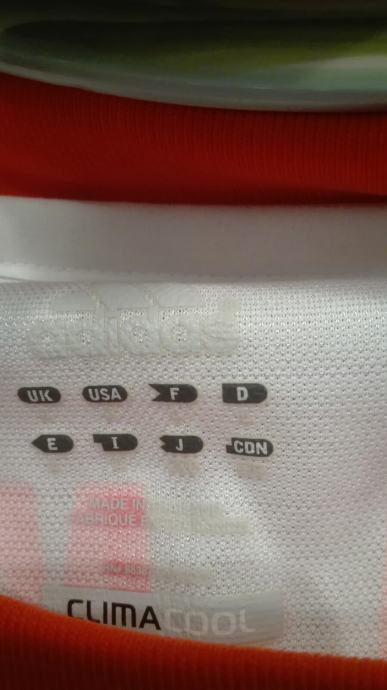 adidas
UK USA F D
E I J CDN
MADE IN
FABRIQUE
CLIMACOOL